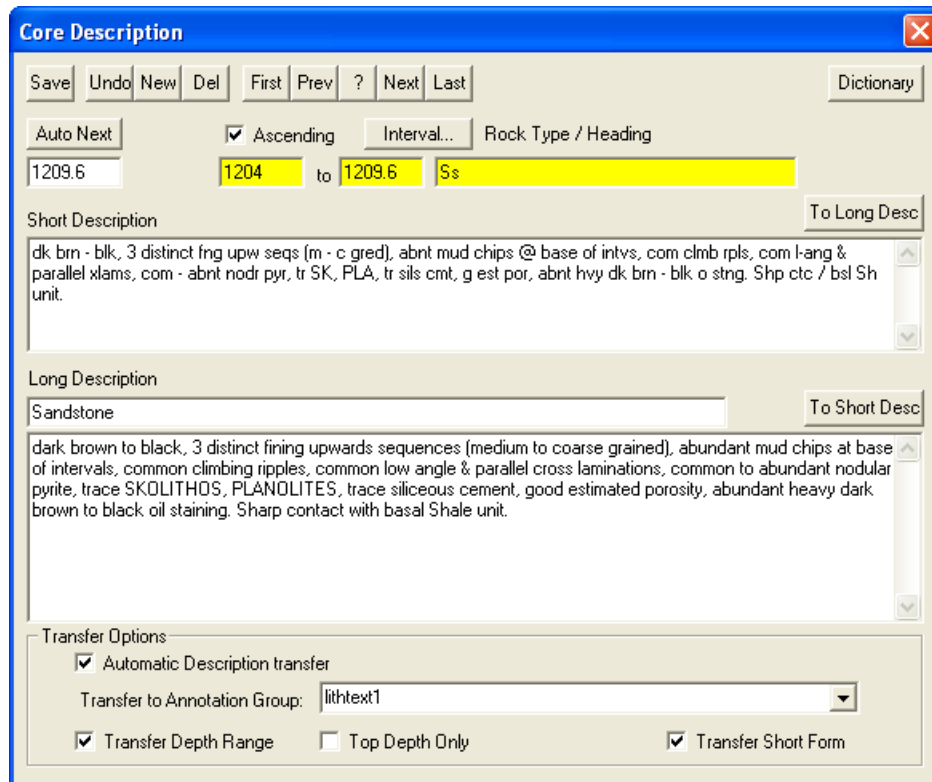 Core Description
Save Undo New Del First Prev ? Next Last Dictionary
Auto Next Ascending Interval... Rock Type / Heading
1209.6 1204 to 1209.6 Ss
Short Description To Long Desc
dk brn - blk, 3 distinct fng upw seqs (m - c gred), abnt mud chips @ base of intvs, com clmb rpls, com l-ang &
parallel xlams, com - abnt nodr pyr, tr SK, PLA, tr sils cmt, g est por, abnt hvy dk brn - blk o stng. Shp ctc / bsl Sh
unit.
Long Description
Sandstone To Short Desc
dark brown to black, 3 distinct fining upwards sequences (medium to coarse grained), abundant mud chips at base
of intervals, common climbing ripples, common low angle & parallel cross laminations, common to abundant nodular
pyrite, trace SKOLITHOS, PLANOLITES, trace siliceous cement, good estimated porosity, abundant heavy dark
brown to black oil staining. Sharp contact with basal Shale unit.
Transfer Options
Automatic Description transfer
Transfer to Annotation Group: lithtext1
Transfer Depth Range Top Depth Only Transfer Short Form